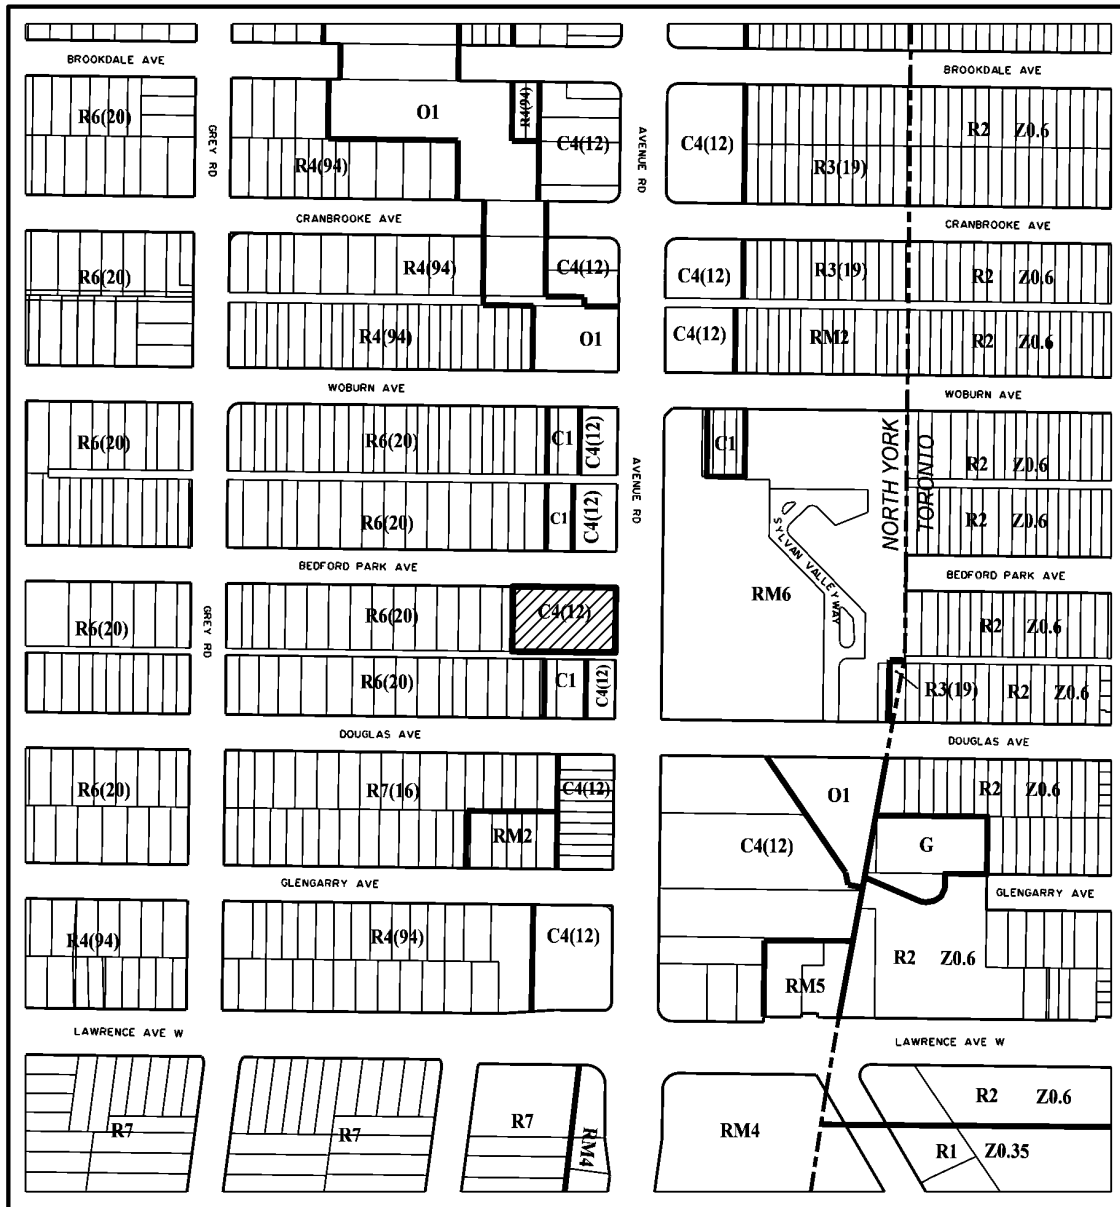 BROOKDALE AVE
BROOKDALE AVE
R6(20)
GREY RD
O1
R4(94)
C4(12)
AVENUE RD
C4(12)
R2 Z0.6
R4(94)
R3(19)
CRANBROOKE AVE
CRANBROOKE AVE
R6(20)
R4(94)
C4(12)
C4(12)
R3(19)
R2 Z0.6
R4(94)
O1
C4(12)
RM2
R2 Z0.6
WOBURN AVE
WOBURN AVE
R6(20)
R6(20)
C1
C4(12)
C1
NORTH YORK
TORONTO
R2 Z0.6
AVENUE RD
R6(20)
C1
C4(12)
SYLVAN VALLEYWAY
R2 Z0.6
BEDFORD PARK AVE
BEDFORD PARK AVE
RM6
R6(20)
GREY RD
R6(20)
C4(12)
R2 Z0.6
R6(20)
C1
C4(12)
R3(19)
R2 Z0.6
DOUGLAS AVE
DOUGLAS AVE
R6(20)
R7(16)
C4(12)
O1
R2 Z0.6
RM2
C4(12)
G
GLENGARRY AVE
GLENGARRY AVE
R4(94)
R4(94)
C4(12)
R2 Z0.6
RM5
LAWRENCE AVE W
LAWRENCE AVE W
R7
R7
R7
RM4
RM4
R2 Z0.6
R1 Z0.35